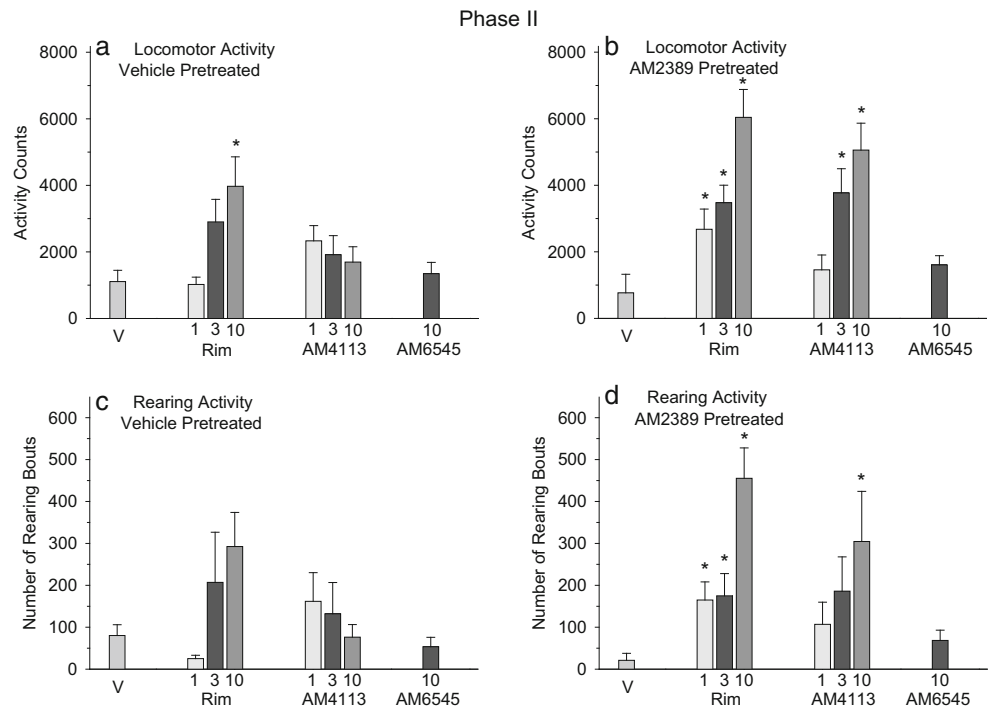 Phase II
a Locomotor Activity
Vehicle Pretreated
8000
6000
4000
2000
0
Activity Counts
*
V
1 3 10
Rim
1 3 10
AM4113
10
AM6545
b Locomotor Activity
AM2389 Pretreated
8000
6000
4000
2000
0
Activity Counts
* * *
* *
V
1 3 10
Rim
1 3 10
AM4113
10
AM6545
c Rearing Activity
Vehicle Pretreated
600
500
400
300
200
100
0
Number of Rearing Bouts
V
1 3 10
Rim
1 3 10
AM4113
10
AM6545
d Rearing Activity
AM2389 Pretreated
600
500
400
300
200
100
0
Number of Rearing Bouts
* * *
*
V
1 3 10
Rim
1 3 10
AM4113
10
AM6545